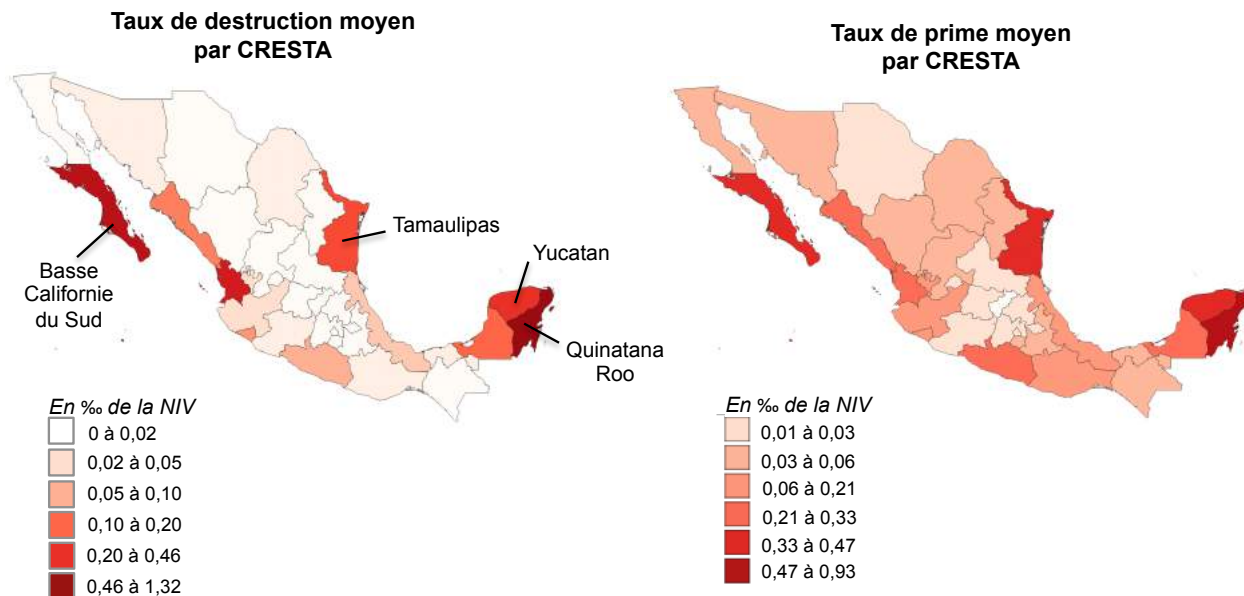 Taux de destruction moyen
par CRESTA
Tamaulipas
Yucatan
Basse
Californie
du Sud
Quinatana
Roo
En ‰ de la NIV
0 à 0,02
0,02 à 0,05
0,05 à 0,10
0,10 à 0,20
0,20 à 0,46
0,46 à 1,32
Taux de prime moyen
par CRESTA
En ‰ de la NIV
0,01 à 0,03
0,03 à 0,06
0,06 à 0,21
0,21 à 0,33
0,33 à 0,47
0,47 à 0,93